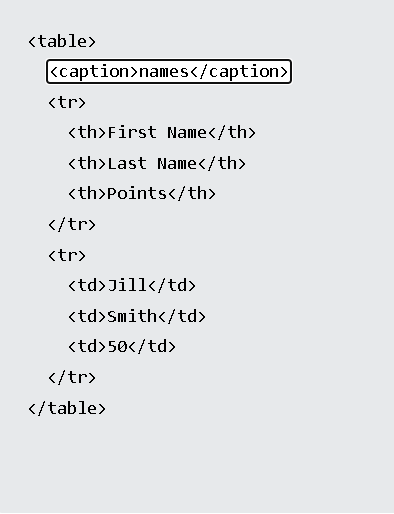 <table>
<caption>names</caption>
<tr>
<th>First Name</th>
<th>Last Name</th>
<th>Points</th>
</tr>
<tr>
<td>Jill</td>
<td>Smith</td>
<td>50</td>
</tr>
</table>